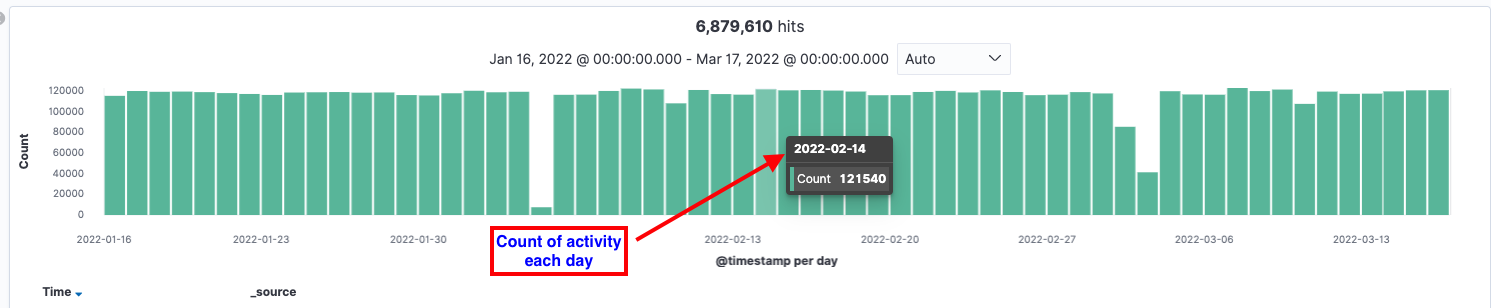 6,879,610 hits
Jan 16, 2022 @ 00:00:00.000 - Mar 17, 2022 @ 00:00:00.000 Auto
120000
100000
80000
60000
40000
20000
0
Count
2022-02-14
Count 121540
2022-01-16 2022-01-23 2022-01-30 2022-02-13 2022-02-20 2022-02-27 2022-03-06 2022-03-13
Count of activity
each day
@timestamp per day
Time _source